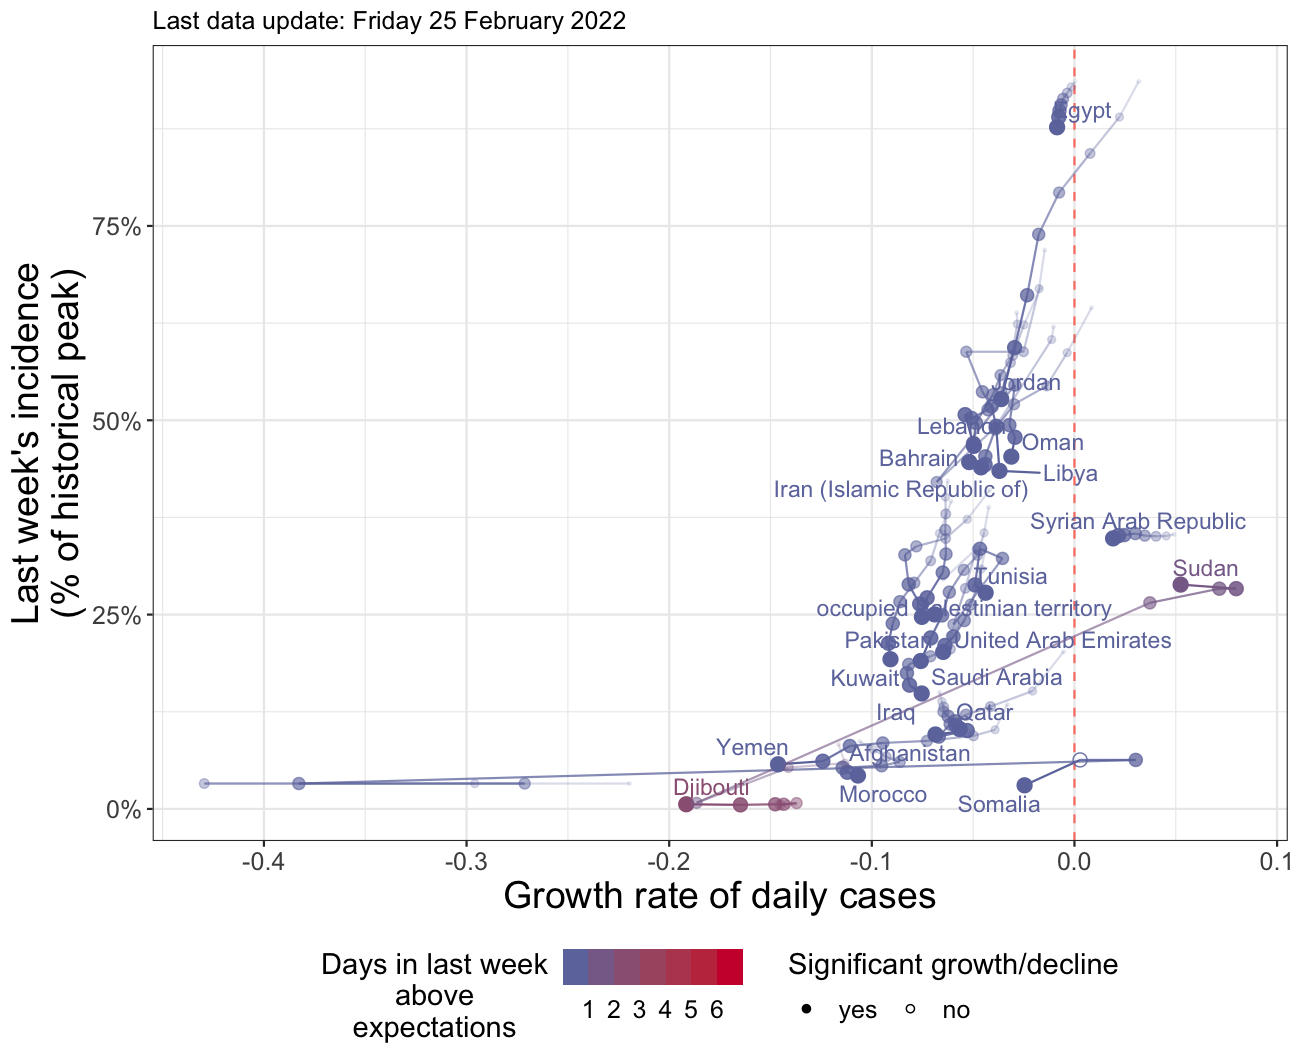 Last data update: Friday 25 February 2022
Last week's incidence
(% of historical peak)
75%
50%
25%
0%
Egypt
Jordan
Lebanon
Oman
Bahrain
Libya
Iran (Islamic Republic of)
Syrian Arab Republic
Sudan
Tunisia
occupied Palestinian territory
Pakistan
United Arab Emirates
Kuwait
Saudi Arabia
Iraq
Qatar
Yemen
Afghanistan
Djibouti
Morocco
Somalia
-0.4
-0.3
-0.2
-0.1
0.0
0.1
Growth rate of daily cases
Days in last week
above
expectations
1 2 3 4 5 6
Significant growth/decline
yes
no